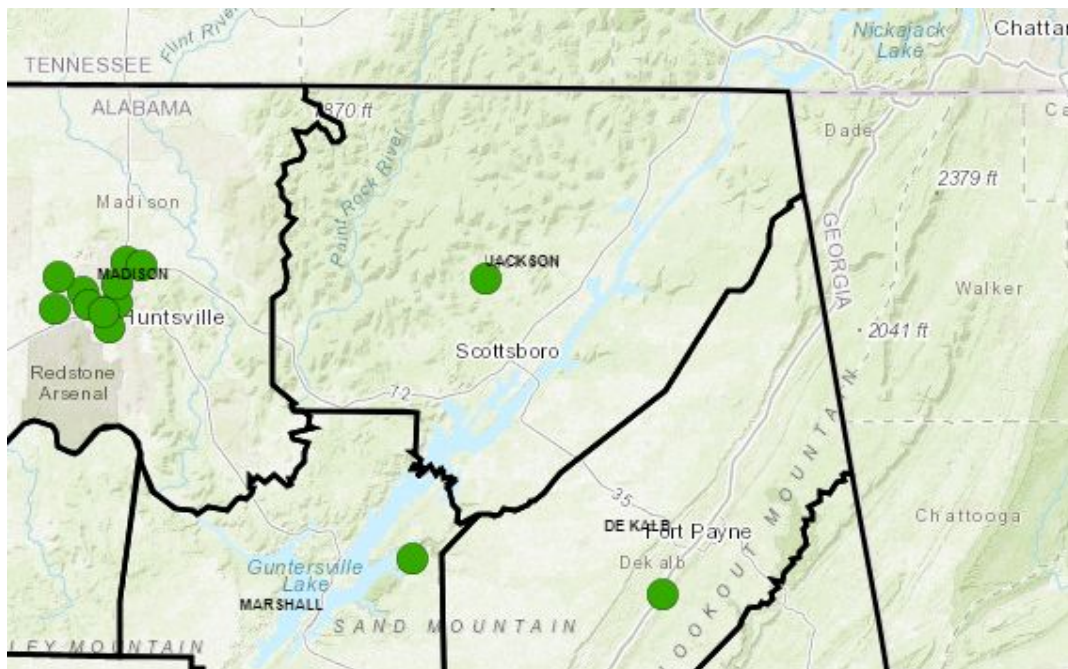 Flint River
Nickajack
Lake
Chattan
TENNESSEE
ALABAMA
1870 ft
Dade
Paint Rock River
Madison
2379 ft
GEORGIA
MADISON
JACKSON
Walker
Huntsville
2041 ft
Scottsboro
Redstone
Arsenal
72
35
DE KALB
Fort Payne
Chattooga
Dekalb
Guntersville
Lake
MARSHALL
SAND MOUNTAIN
LOOKOUT MOUNTAIN
LEY MOUNTAIN